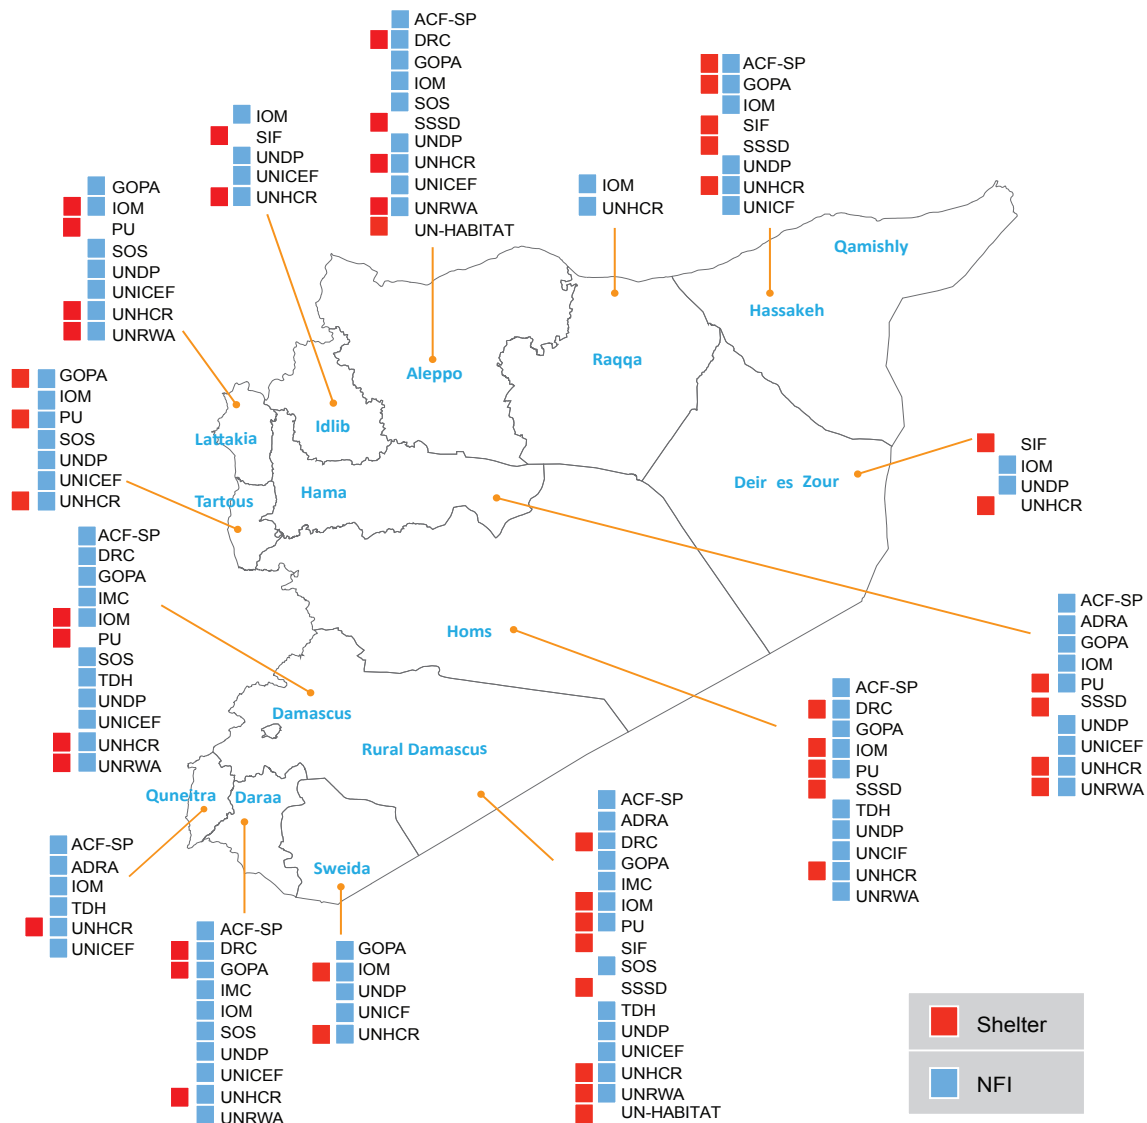 ACF-SP
DRC
GOPA
IOM
SOS
SSSD
UNDP
UNHCR
UNICEF
UNRWA
UN-HABITAT
ACF-SP
GOPA
IOM
SIF
SSSD
UNDP
UNHCR
UNICF
IOM
SIF
UNDP
UNICEF
UNHCR
IOM
UNHCR
GOPA
IOM
PU
SOS
UNDP
UNICEF
UNHCR
UNRWA
Qamishly
Hassakeh
Raqqa
Aleppo
Idlib
Lattakia
GOPA
IOM
PU
SOS
UNDP
UNICEF
UNHCR
Tartous
Hama
Deir es Zour
SIF
IOM
UNDP
UNHCR
ACF-SP
DRC
GOPA
IMC
IOM
PU
SOS
TDH
UNDP
UNICEF
UNHCR
UNRWA
Homs
Damascus
Rural Damascus
ACF-SP
ADRA
GOPA
IOM
PU
SSSD
UNDP
UNICEF
UNHCR
UNRWA
ACF-SP
DRC
GOPA
IOM
PU
SSSD
TDH
UNDP
UNCIF
UNHCR
UNRWA
Quneitra
Daraa
Sweida
ACF-SP
ADRA
IOM
TDH
UNHCR
UNICEF
ACF-SP
DRC
GOPA
IMC
IOM
SOS
UNDP
UNICEF
UNHCR
UNRWA
GOPA
IOM
UNDP
UNICF
UNHCR
ACF-SP
ADRA
DRC
GOPA
IMC
IOM
PU
SIF
SOS
SSSD
TDH
UNDP
UNICEF
UNHCR
UNRWA
UN-HABITAT
Shelter
NFI